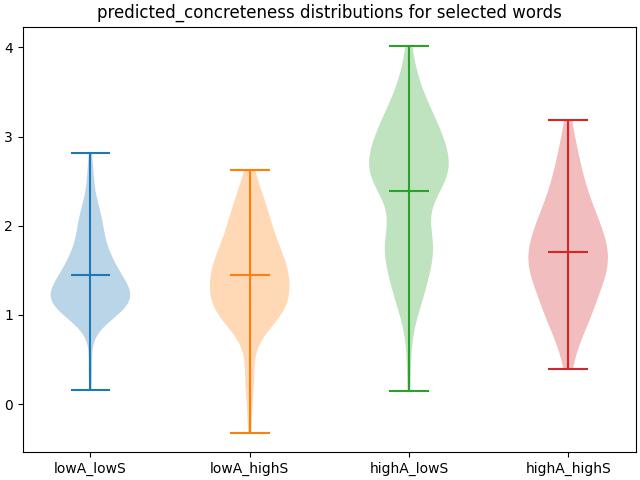 predicted_concreteness distributions for selected words
4
3
2
1
0
lowA_lowS lowA_highS highA_lowS highA_highS